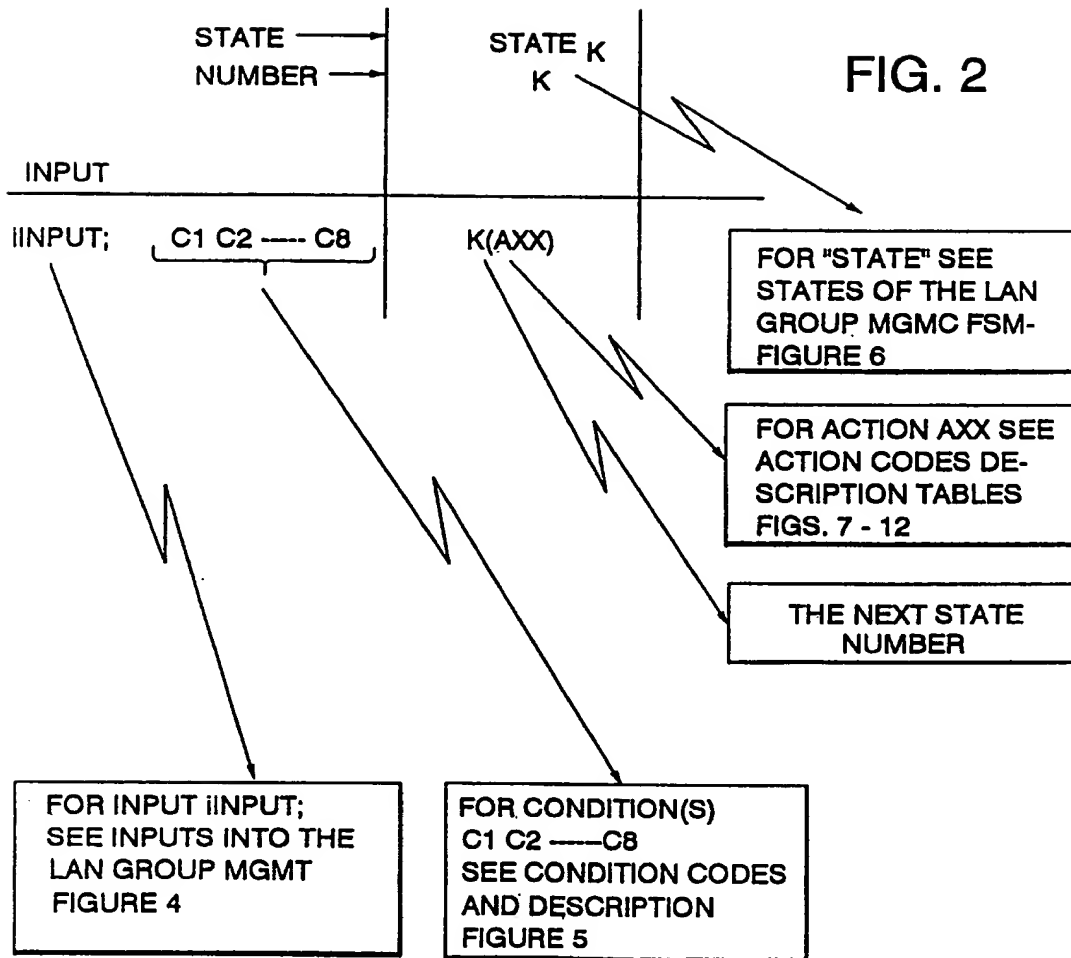 STATE
NUMBER
STATE K
K
FIG. 2
INPUT
iINPUT; C1 C2 ----- C8
K(AXX)
FOR "STATE" SEE
STATES OF THE LAN
GROUP MGMC FSM-
FIGURE 6
FOR ACTION AXX SEE
ACTION CODES DE-
SCRIPTION TABLES
FIGS. 7 - 12
THE NEXT STATE
NUMBER
FOR INPUT iINPUT;
SEE INPUTS INTO THE
LAN GROUP MGMT
FIGURE 4
FOR CONDITION(S)
C1 C2 -----C8
SEE CONDITION CODES
AND DESCRIPTION
FIGURE 5